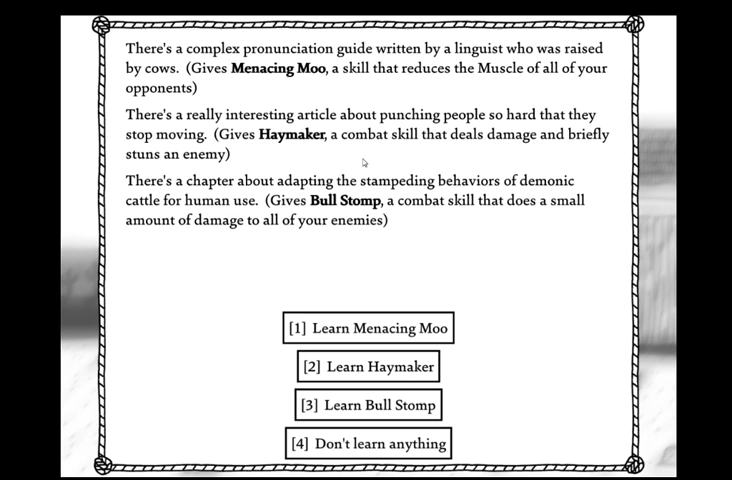 There's a complex pronunciation guide written by a linguist who was raised
by cows. (Gives Menacing Moo, a skill that reduces the Muscle of all of your
opponents)
There's a really interesting article about punching people so hard that they
stop moving. (Gives Haymaker, a combat skill that deals damage and briefly
stuns an enemy)
There's a chapter about adapting the stampeding behaviors of demonic
cattle for human use. (Gives Bull Stomp, a combat skill that does a small
amount of damage to all of your enemies)
[1] Learn Menacing Moo
[2] Learn Haymaker
[3] Learn Bull Stomp
[4] Don't learn anything